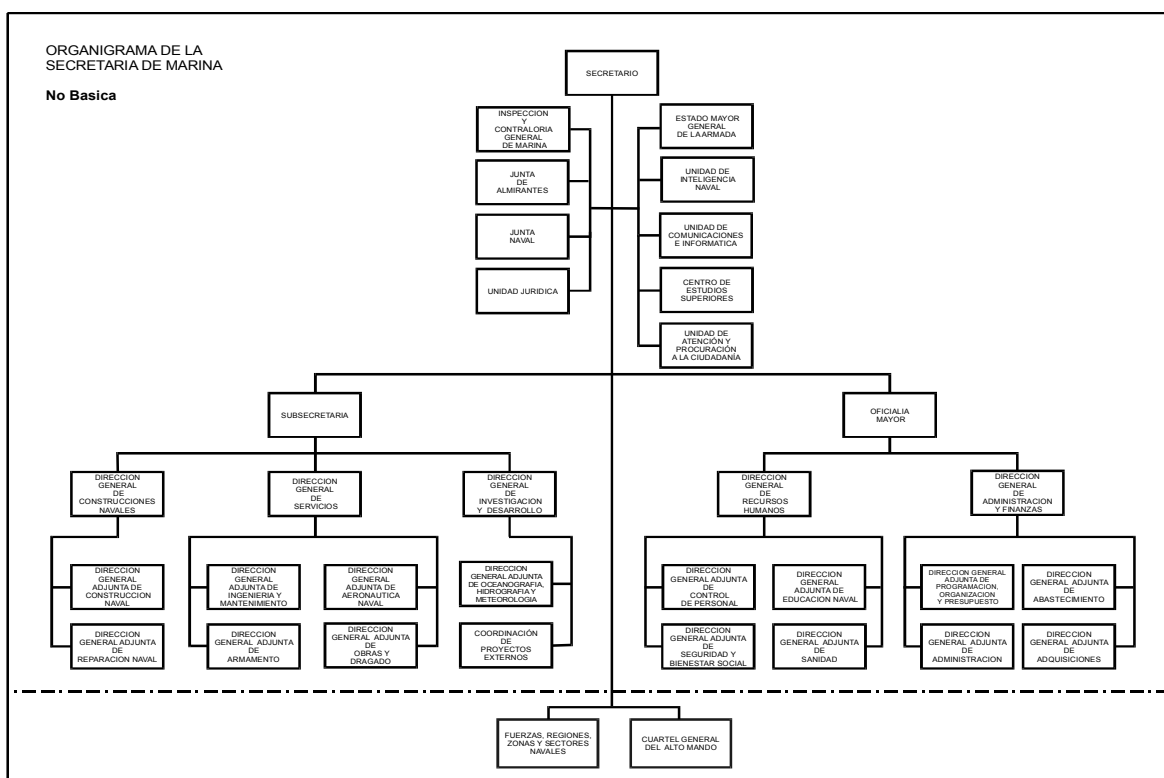 ORGANIGRAMA DE LA
SECRETARIA DE MARINA
No Basica
SECRETARIO
INSPECCION
Y
CONTRALORIA
GENERAL
DE MARINA
ESTADO MAYOR
GENERAL
DE LA ARMADA
JUNTA
DE
ALMIRANTES
UNIDAD DE
INTELIGENCIA
NAVAL
JUNTA
NAVAL
UNIDAD DE
COMUNICACIONES
E INFORMATICA
UNIDAD JURIDICA
CENTRO DE
ESTUDIOS
SUPERIORES
UNIDAD DE
ATENCIÓN Y
PROCURACIÓN
A LA CIUDADANÍA
SUBSECRETARIA
OFICIALIA
MAYOR
DIRECCION
GENERAL
DE
CONSTRUCCIONES
NAVALES
DIRECCION
GENERAL
DE
SERVICIOS
DIRECCION
GENERAL
DE
INVESTIGACION
Y DESARROLLO
DIRECCION
GENERAL
DE
RECURSOS
HUMANOS
DIRECCION
GENERAL
DE
ADMINISTRACION
Y FINANZAS
DIRECCION
GENERAL
ADJUNTA DE
CONSTRUCCION
NAVAL
DIRECCION
GENERAL
ADJUNTA DE
INGENIERIA Y
MANTENIMIENTO
DIRECCION
GENERAL
ADJUNTA DE
AERONAUTICA
NAVAL
DIRECCION
GENERAL ADJUNTA
DE OCEANOGRAFIA,
HIDROGRAFIA Y
METEOROLOGIA
DIRECCION
GENERAL ADJUNTA
DE
CONTROL
DE PERSONAL
DIRECCION
GENERAL
ADJUNTA DE
EDUCACION NAVAL
DIRECCION GENERAL
ADJUNTA DE
PROGRAMACION,
ORGANIZACION
Y PRESUPUESTO
DIRECCION
GENERAL ADJUNTA
DE
ABASTECIMIENTO
DIRECCION
GENERAL ADJUNTA
DE
REPARACION NAVAL
DIRECCION
GENERAL ADJUNTA
DE
ARMAMENTO
DIRECCION
GENERAL ADJUNTA
DE
OBRAS Y
DRAGADO
COORDINACIÓN
DE
PROYECTOS
EXTERNOS
DIRECCION
GENERAL ADJUNTA
DE
SEGURIDAD Y
BIENESTAR SOCIAL
DIRECCION
GENERAL ADJUNTA
DE
SANIDAD
DIRECCION
GENERAL ADJUNTA
DE
ADMINISTRACION
DIRECCION
GENERAL ADJUNTA
DE
ADQUISICIONES
FUERZAS, REGIONES,
ZONAS Y SECTORES
NAVALES
CUARTEL GENERAL
DEL ALTO MANDO